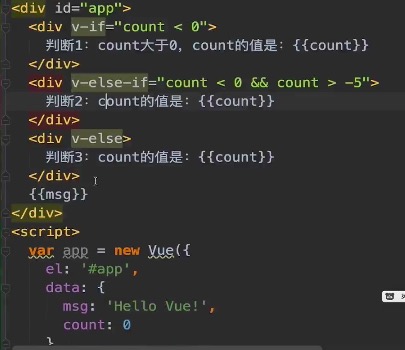 <div id="app">
<div v-if="count < 0">
判断1：count大于0，count的值是：{{count}}
</div>
<div v-else-if="count < 0 && count > -5">
判断2：count的值是：{{count}}
</div>
<div v-else>
判断3：count的值是：{{count}}
</div>
{{msg}}
</div>
<script>
var app = new Vue({
el: '#app',
data: {
msg: 'Hello Vue!',
count: 0
}